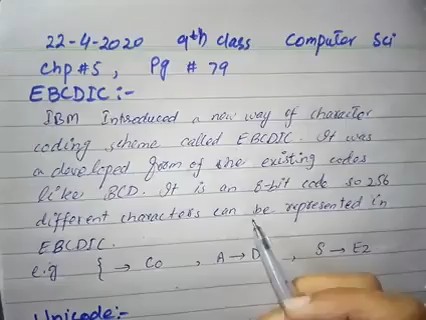 22-4-2020 9th class Computer Sci
Chp #5, Pg # 79
EBCDIC:-
IBM Introduced a new way of character
coding scheme called EBCDIC. It was
a developed form of the existing codes
like BCD. It is an 8-bit code so 256
different characters can be represented in
EBCDIC.
e.g { → C0 , A → D , S → E2
Unicode:-